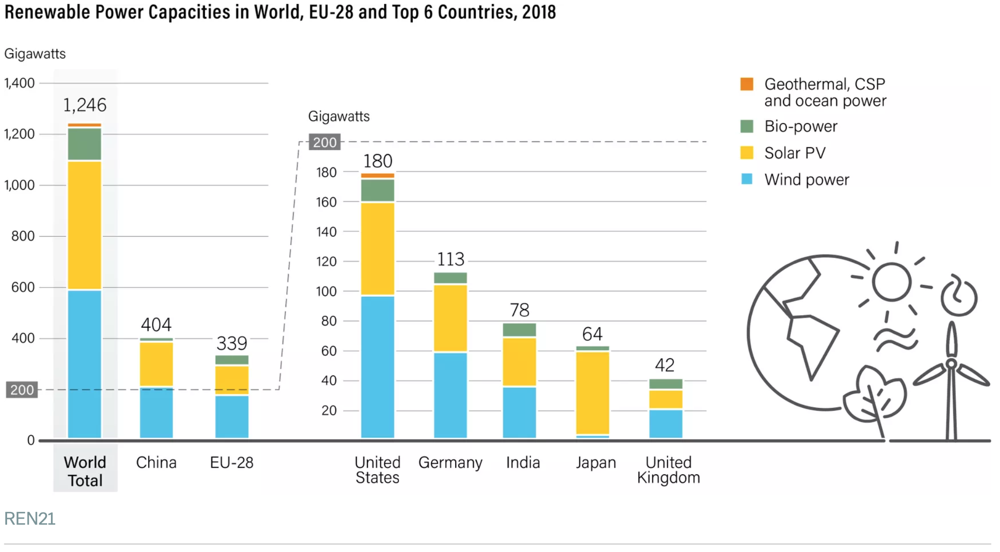 Renewable Power Capacities in World, EU-28 and Top 6 Countries, 2018
Gigawatts
1,400
1,200
1,000
800
600
400
200
0
1,246
404
339
World
Total
China
EU-28
Gigawatts
200
180
160
140
120
100
80
60
40
20
180
113
78
64
42
United
States
Germany
India
Japan
United
Kingdom
Geothermal, CSP
and ocean power
Bio-power
Solar PV
Wind power
REN21